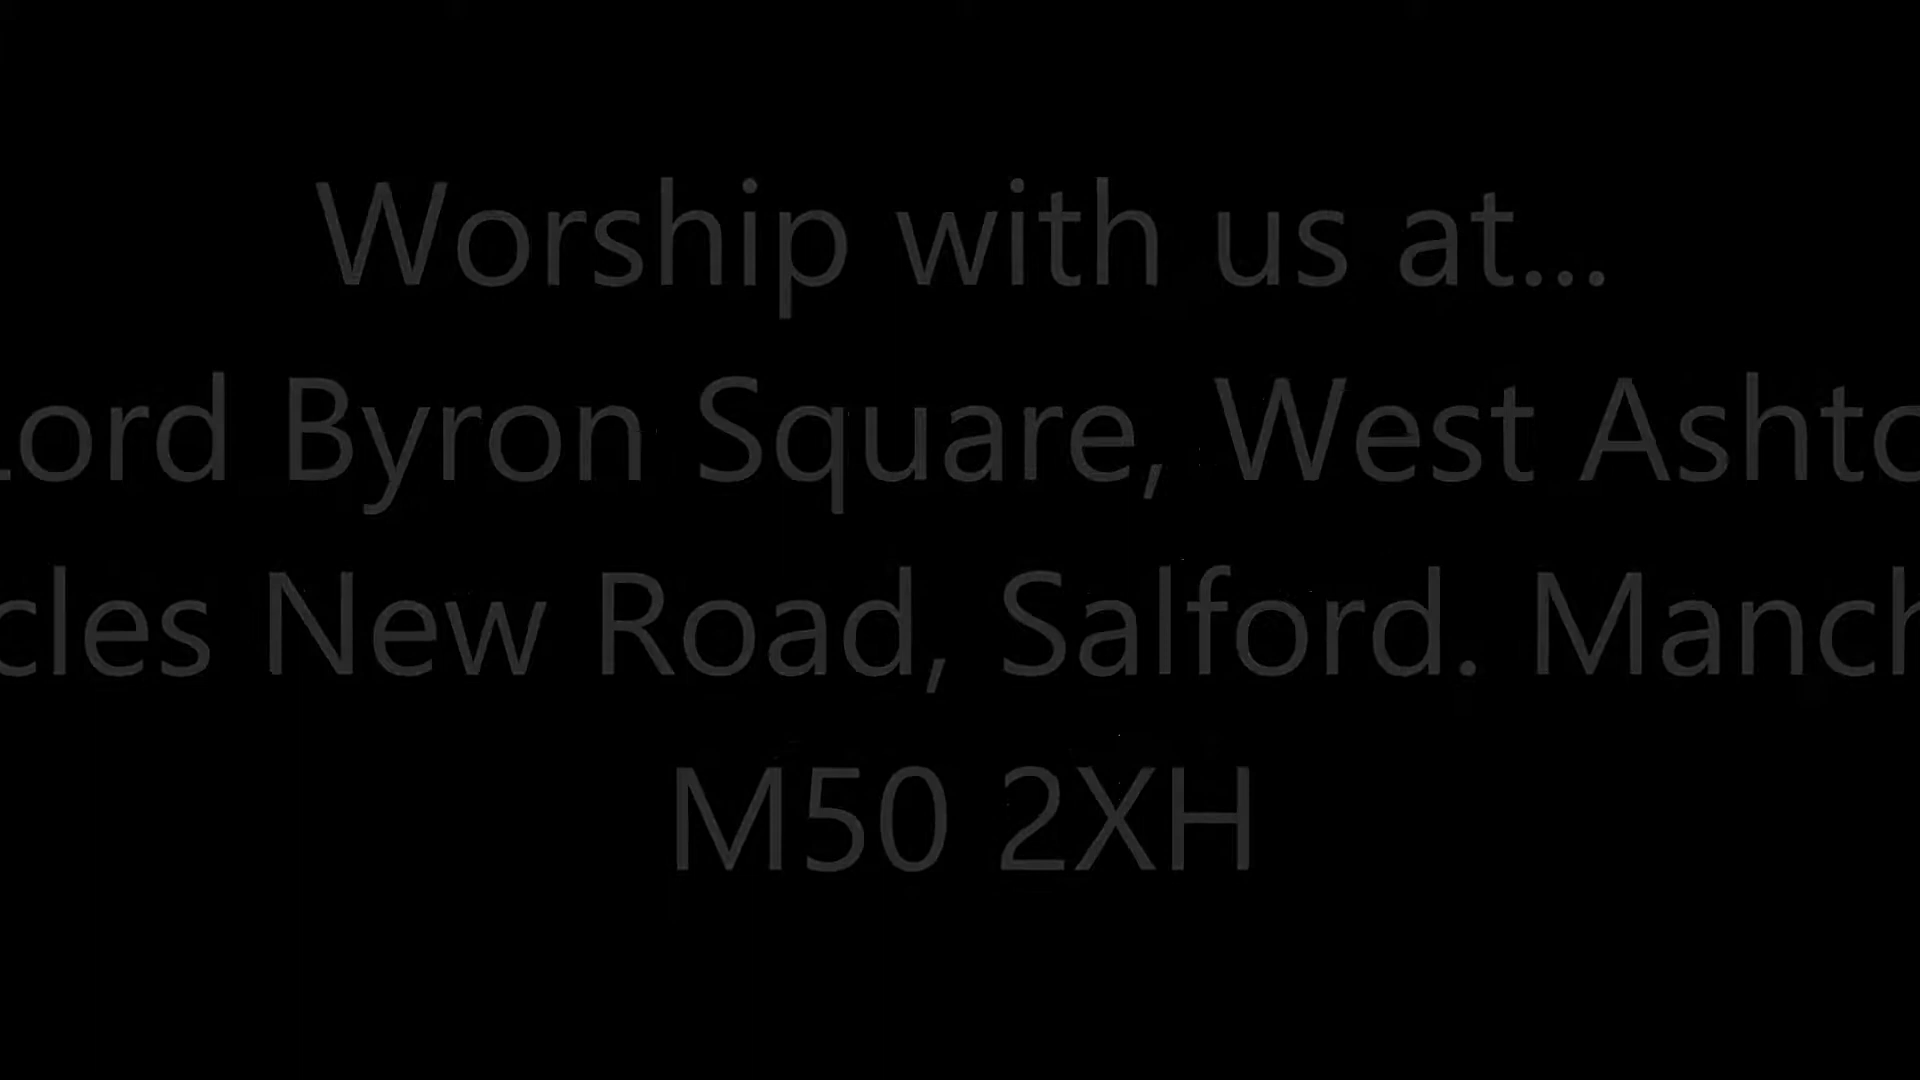 Worship with us at...
Lord Byron Square, West Ashto
cles New Road, Salford. Manch
M50 2XH